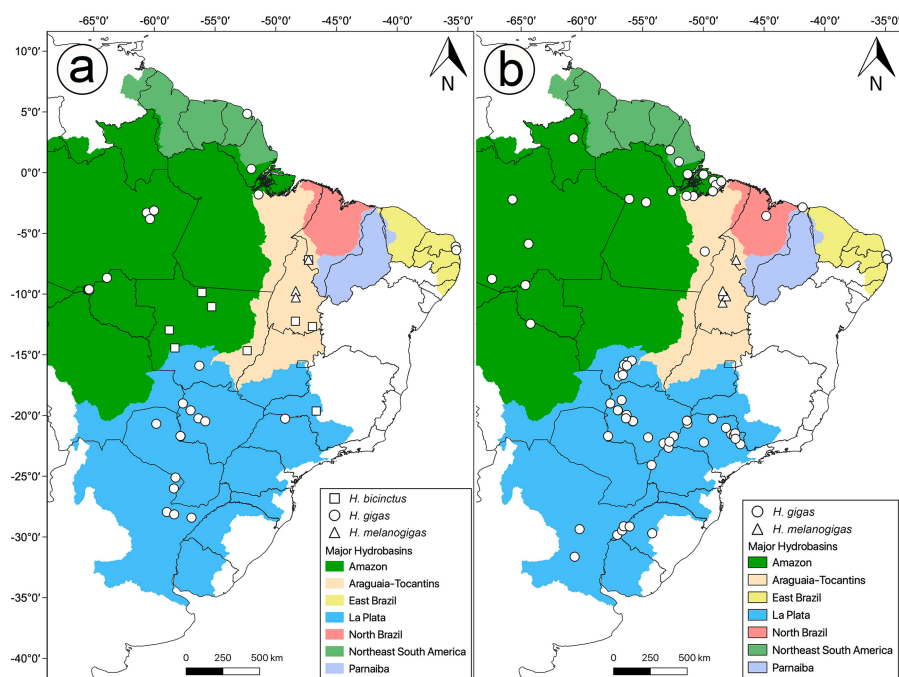 -65°0' -60°0' -55°0' -50°0' -45°0' -40°0' -35°0'
-65°0' -60°0' -55°0' -50°0' -45°0' -40°0' -35°0'
10°0'
5°0'
0°0'
-5°0'
-10°0'
-15°0'
-20°0'
-25°0'
-30°0'
-35°0'
-40°0'
a
N
b
N
H. bicinctus
H. gigas
H. melanogigas
Major Hydrobasins
Amazon
Araguaia-Tocantins
East Brazil
La Plata
North Brazil
Northeast South America
Parnaiba
0 250 500 km
H. gigas
H. melanogigas
Major Hydrobasins
Amazon
Araguaia-Tocantins
East Brazil
La Plata
North Brazil
Northeast South America
Parnaiba
0 250 500 km